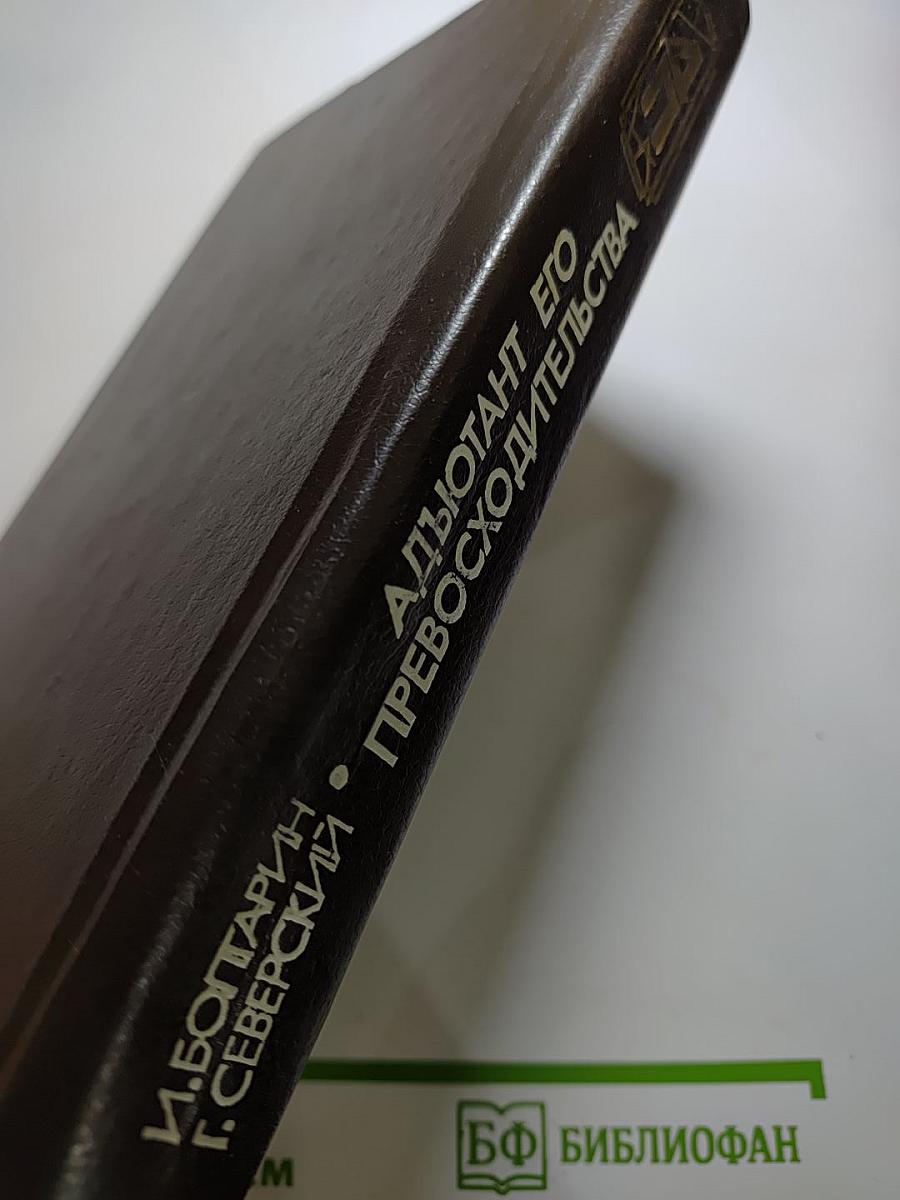 И. БОЛГАРИН
Г. СЕВЕРСКИЙ
•
АДЪЮТАНТ ЕГО
ПРЕВОСХОДИТЕЛЬСТВА
БФ БИБЛИОФАН